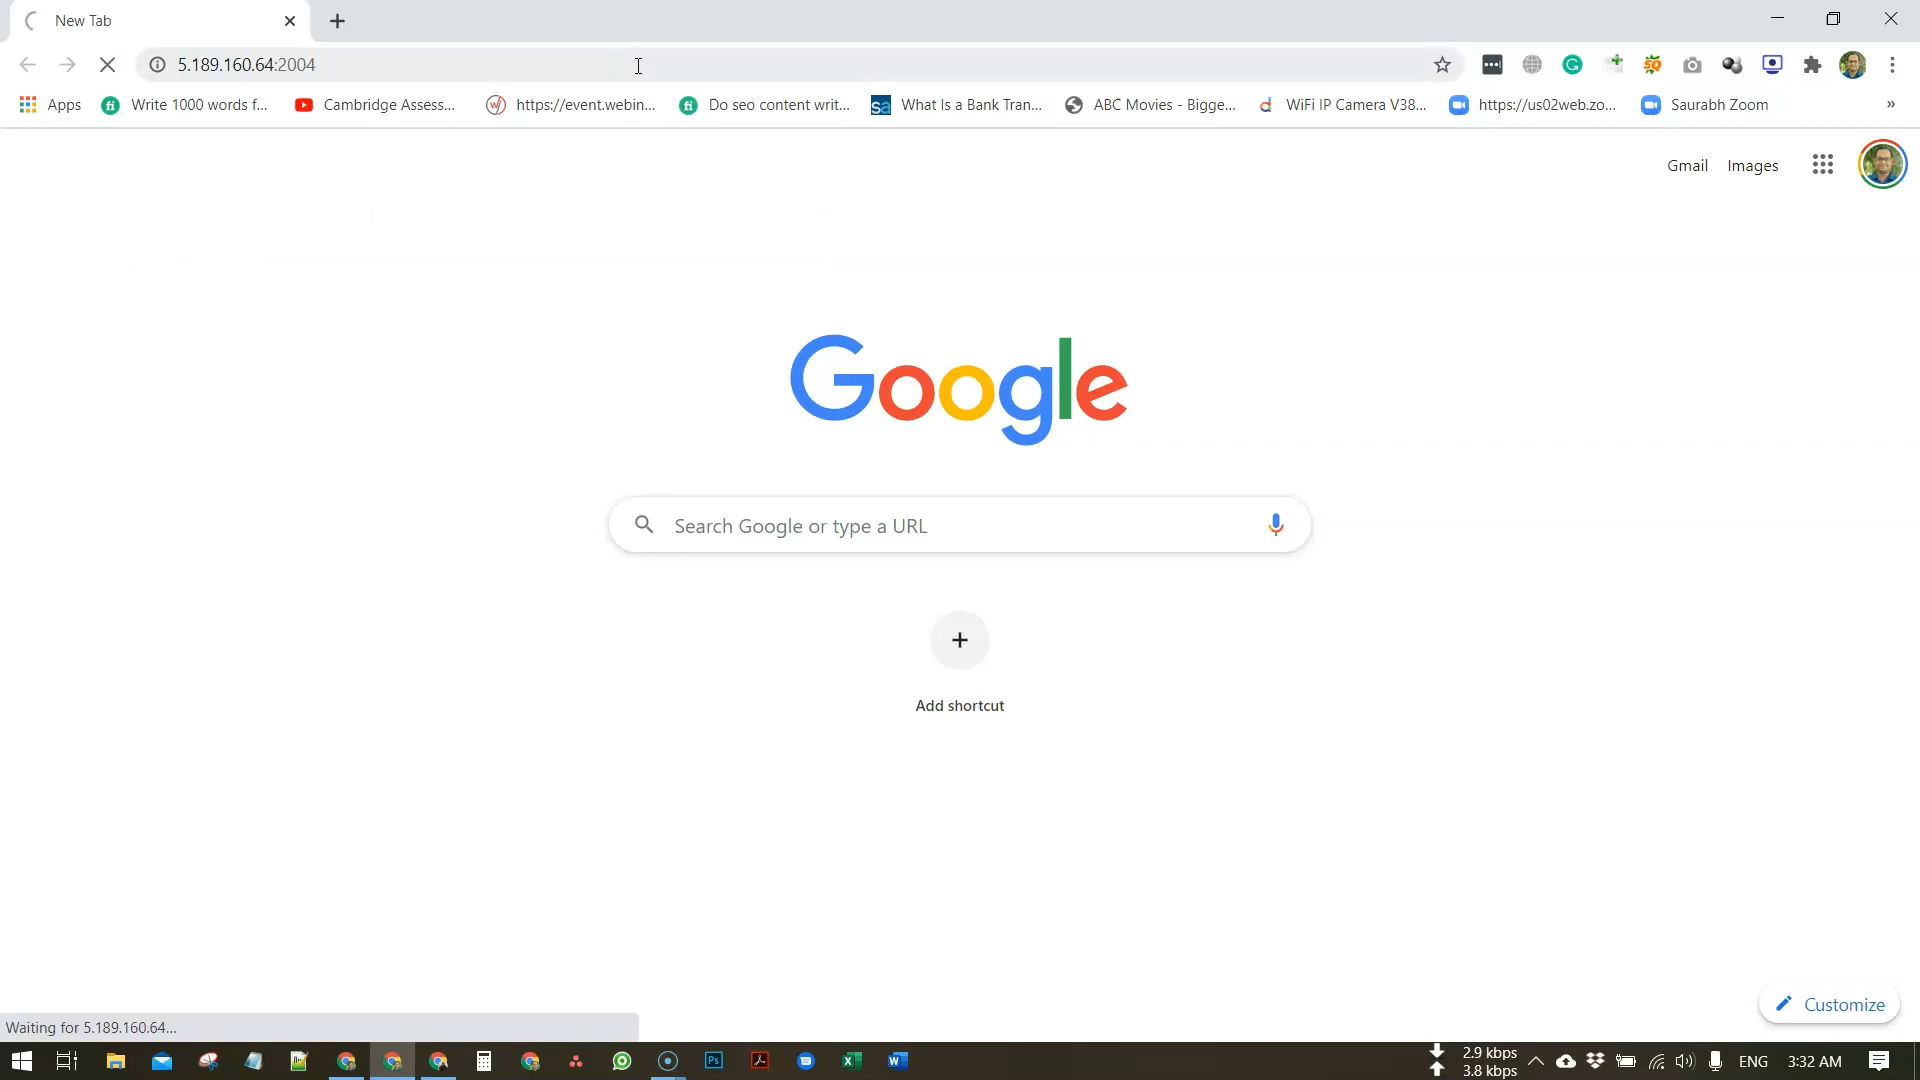 New Tab
5.189.160.64:2004
Apps
Write 1000 words f...
Cambridge Assess...
https://event.webin...
Do seo content writ...
What Is a Bank Tran...
ABC Movies - Bigge...
WiFi IP Camera V38...
https://us02web.zo...
Saurabh Zoom
»
Gmail
Images
Google
Search Google or type a URL
Add shortcut
Customize
Waiting for 5.189.160.64...
2.9 kbps
3.8 kbps
ENG
3:32 AM